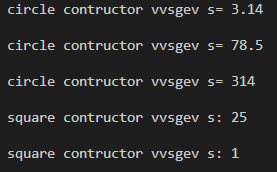 circle contructor vvsgev s= 3.14
circle contructor vvsgev s= 78.5
circle contructor vvsgev s= 314
square contructor vvsgev s: 25
square contructor vvsgev s: 1